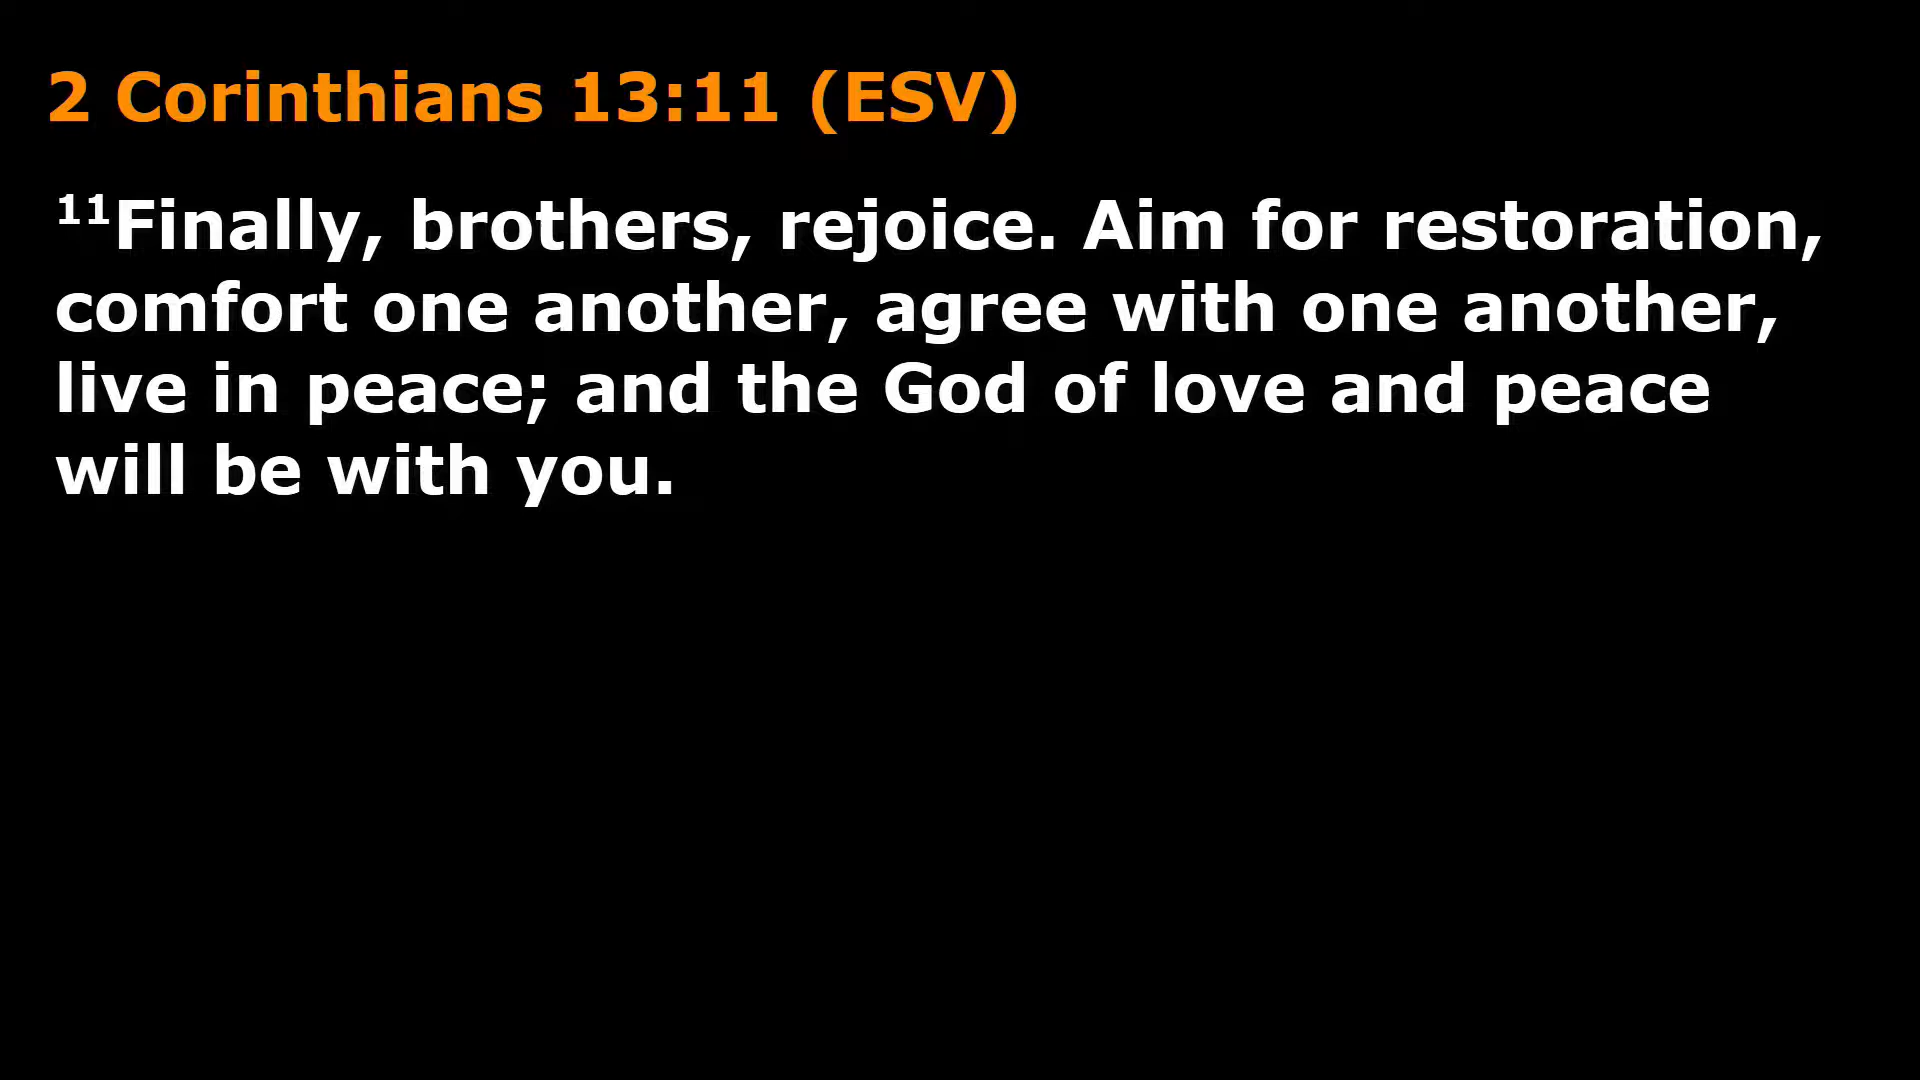 2 Corinthians 13:11 (ESV)
11Finally, brothers, rejoice. Aim for restoration,
comfort one another, agree with one another,
live in peace; and the God of love and peace
will be with you.